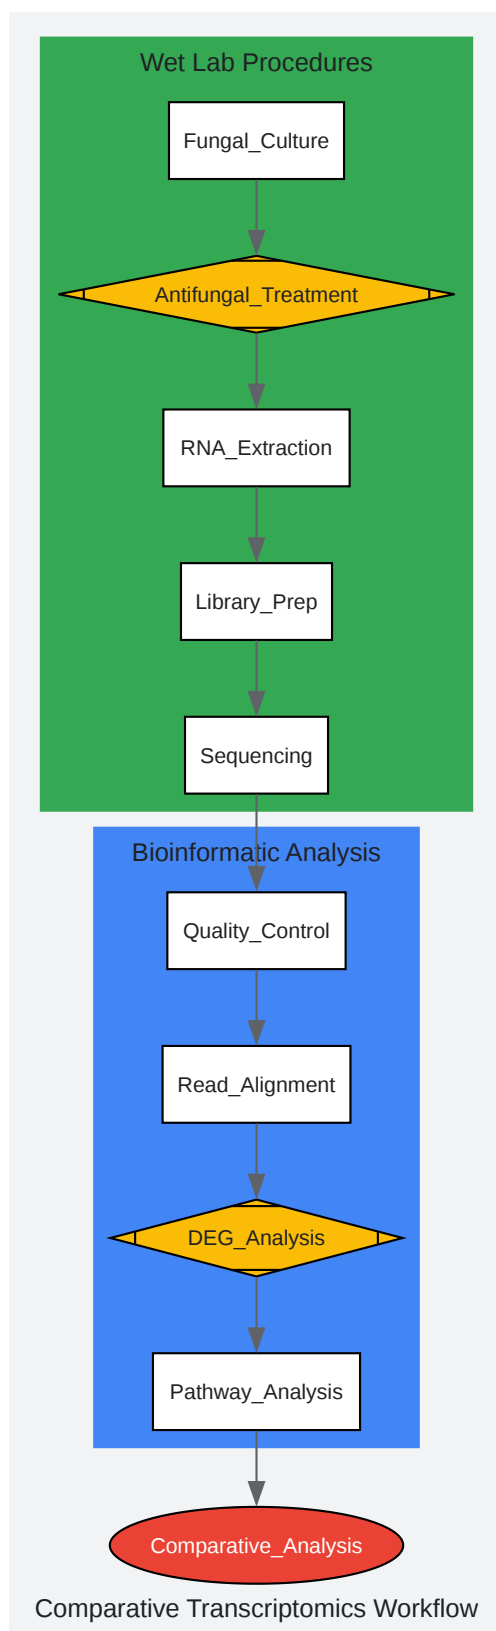 Wet Lab Procedures
Fungal_Culture
Antifungal_Treatment
RNA_Extraction
Library_Prep
Sequencing
Bioinformatic Analysis
Quality_Control
Read_Alignment
DEG_Analysis
Pathway_Analysis
Comparative_Analysis
Comparative Transcriptomics Workflow